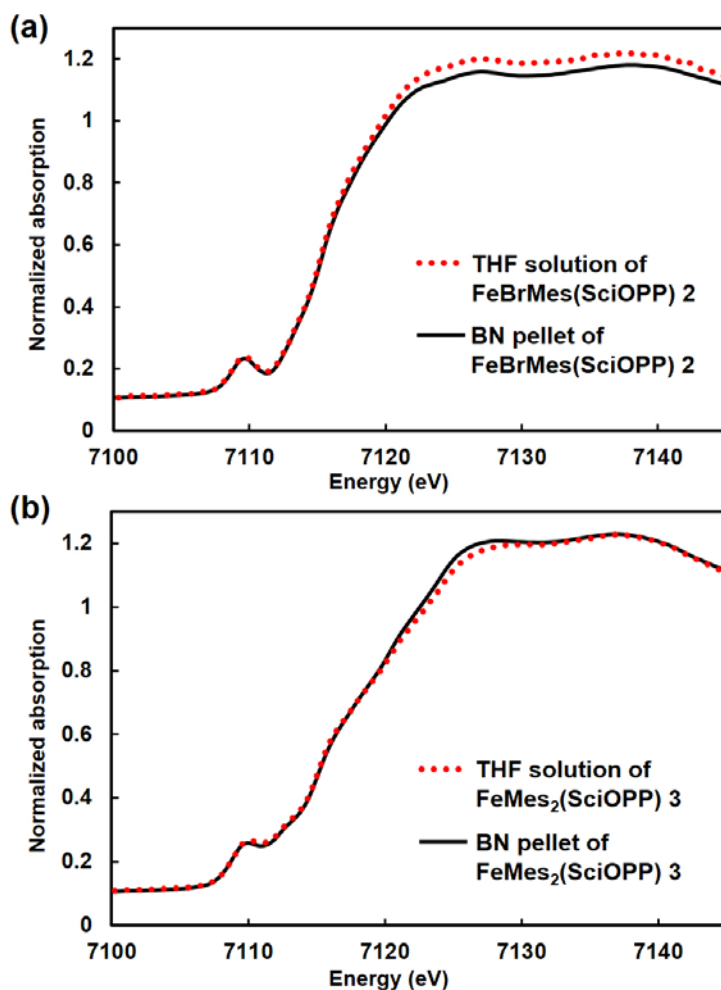 (a)
Normalized absorption
1.2
1
0.8
0.6
0.4
0.2
0
THF solution of
FeBrMes(SciOPP) 2
BN pellet of
FeBrMes(SciOPP) 2
7100 7110 7120 7130 7140
Energy (eV)
(b)
Normalized absorption
1.2
1
0.8
0.6
0.4
0.2
0
THF solution of
FeMes₂(SciOPP) 3
BN pellet of
FeMes₂(SciOPP) 3
7100 7110 7120 7130 7140
Energy (eV)